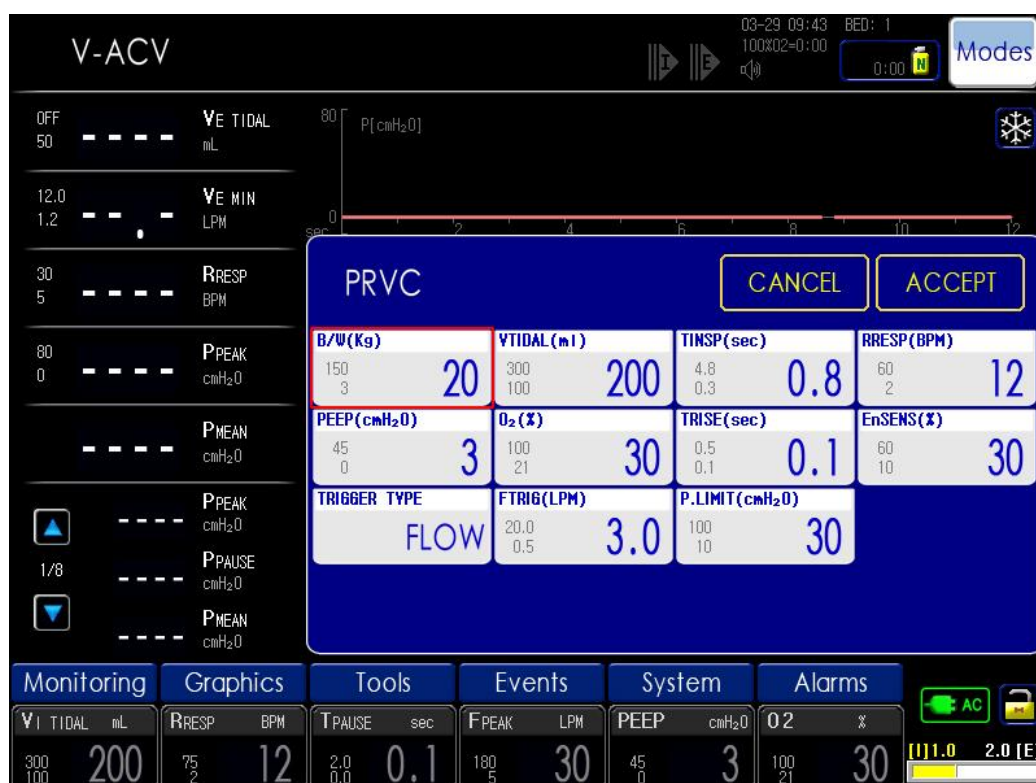 V-ACV
03-29 09:43 BED: 1
100%O2=0:00
I E
0:00 N
Modes
OFF
50
- - - -
VE TIDAL
mL
12.0
1.2
- - . -
VE MIN
LPM
30
5
- - - -
RRESP
BPM
80
0
- - - -
PPEAK
cmH2O
- - - -
PMEAN
cmH2O
1/8
- - - -
PPEAK
cmH2O
- - - -
PPAUSE
cmH2O
- - - -
PMEAN
cmH2O
80
P[cmH2O]
0
sec 2 4 6 8 10 12
PRVC
CANCEL
ACCEPT
B/W(Kg)
150
3
20
VTIDAL(ml)
300
100
200
TINSP(sec)
4.8
0.3
0.8
RRESP(BPM)
60
2
12
PEEP(cmH2O)
45
0
3
O2(%)
100
21
30
TRISE(sec)
0.5
0.1
0.1
EnSENS(%)
60
10
30
TRIGGER TYPE
FLOW
FTRIG(LPM)
20.0
0.5
3.0
P.LIMIT(cmH2O)
100
10
30
Monitoring Graphics Tools Events System Alarms
VI TIDAL mL
300
100
200
RRESP BPM
75
2
12
TPAUSE sec
2.0
0.0
0.1
FPEAK LPM
180
5
30
PEEP cmH2O
45
0
3
O2 %
100
21
30
AC
[I]1.0 2.0 [E